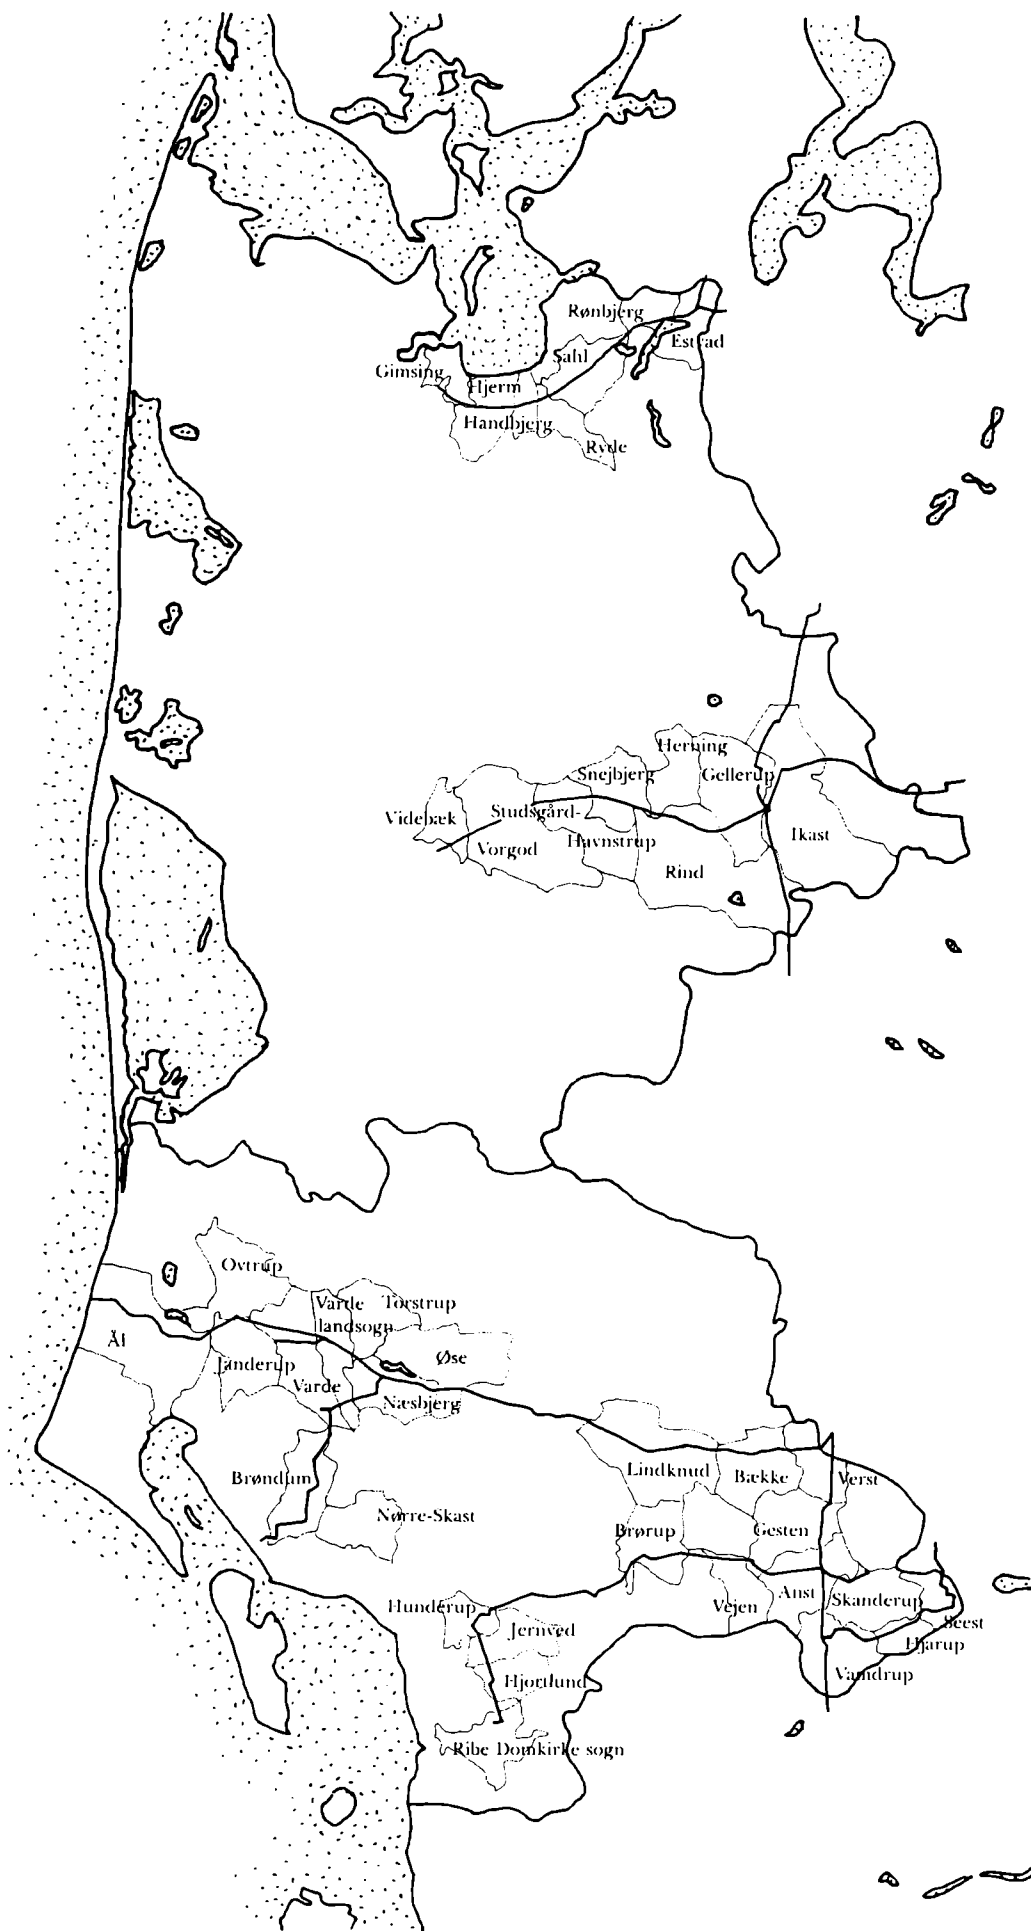 Rønbjerg
Estvad
Sahl
Gimsing
Hjerm
Handbjerg
Ryde
Herning
Snejbjerg
Gellerup
Videbæk
Studsgård-
Havnstrup
Vorgod
Ikast
Rind
Ovtrup
Varde
landsogn
Torstrup
Ål
Janderup
Øse
Varde
Næsbjerg
Brøndum
Nørre-Skast
Lindknud
Bække
Verst
Brørup
Gesten
Hunderup
Vejen
Anst
Skanderup
Seest
Jernved
Hjarup
Hjortlund
Vamdrup
Ribe Domkirke sogn